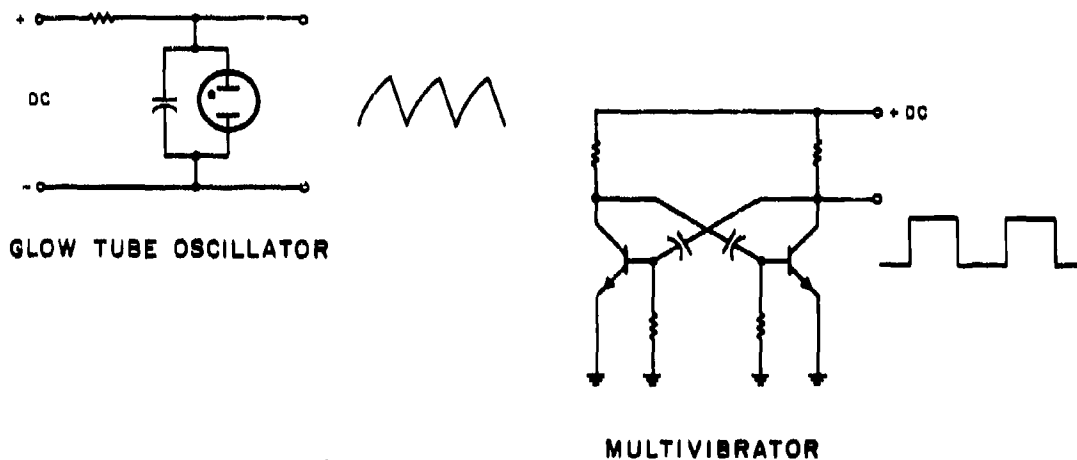 +
DC
-
GLOW TUBE OSCILLATOR
+ DC
MULTIVIBRATOR